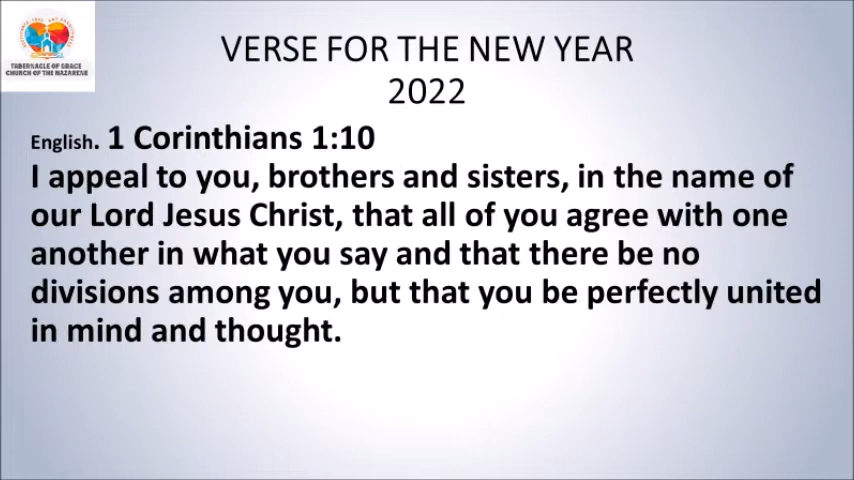 TABERNACLE OF GRACE
CHURCH OF THE NAZARENE
VERSE FOR THE NEW YEAR
2022
English. 1 Corinthians 1:10
I appeal to you, brothers and sisters, in the name of
our Lord Jesus Christ, that all of you agree with one
another in what you say and that there be no
divisions among you, but that you be perfectly united
in mind and thought.